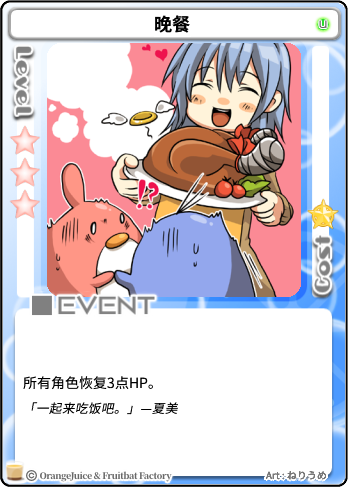 晚餐
U
Level
!?
Cost
EVENT
所有角色恢复3点HP。
「一起来吃饭吧。」—夏美
© OrangeJuice & Fruitbat Factory
Art.: ねりうめ